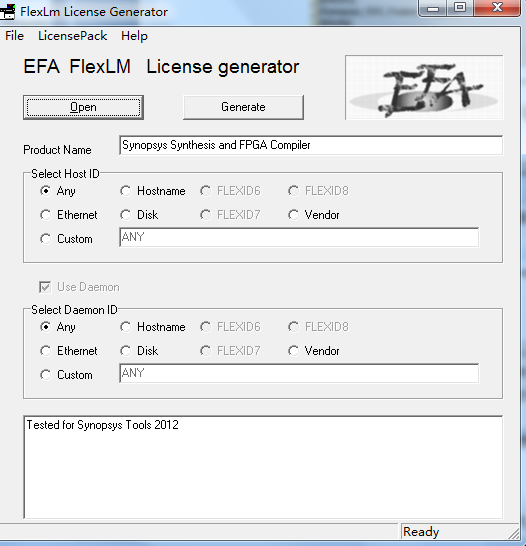 FlexLm License Generator
File LicensePack Help
EFA FlexLM License generator
EFA
Open Generate
Product Name Synopsys Synthesis and FPGA Compiler
Select Host ID
Any Hostname FLEXID6 FLEXID8
Ethernet Disk FLEXID7 Vendor
Custom ANY
Use Daemon
Select Daemon ID
Any Hostname FLEXID6 FLEXID8
Ethernet Disk FLEXID7 Vendor
Custom ANY
Tested for Synopsys Tools 2012
Ready